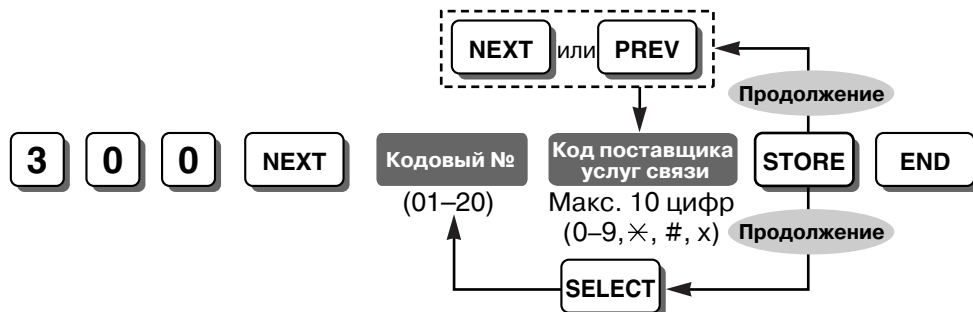 NEXT или PREV
Продолжение
3 0 0 NEXT Кодовый № Код поставщика услуг связи STORE END
(01–20) Макс. 10 цифр
(0–9, ✳, #, x) Продолжение
SELECT